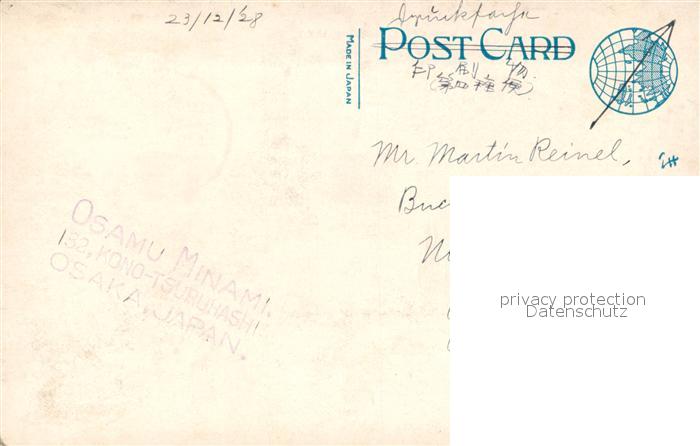 23/12/'28
Drucksache
MADE IN JAPAN
POST CARD
印刷物
(第四種便)
Mr. Martin Reinel,
Buc
privacy protection
Datenschutz
OSAMU MINAMI.
132, KONO-TSURUHASHI
OSAKA, JAPAN.